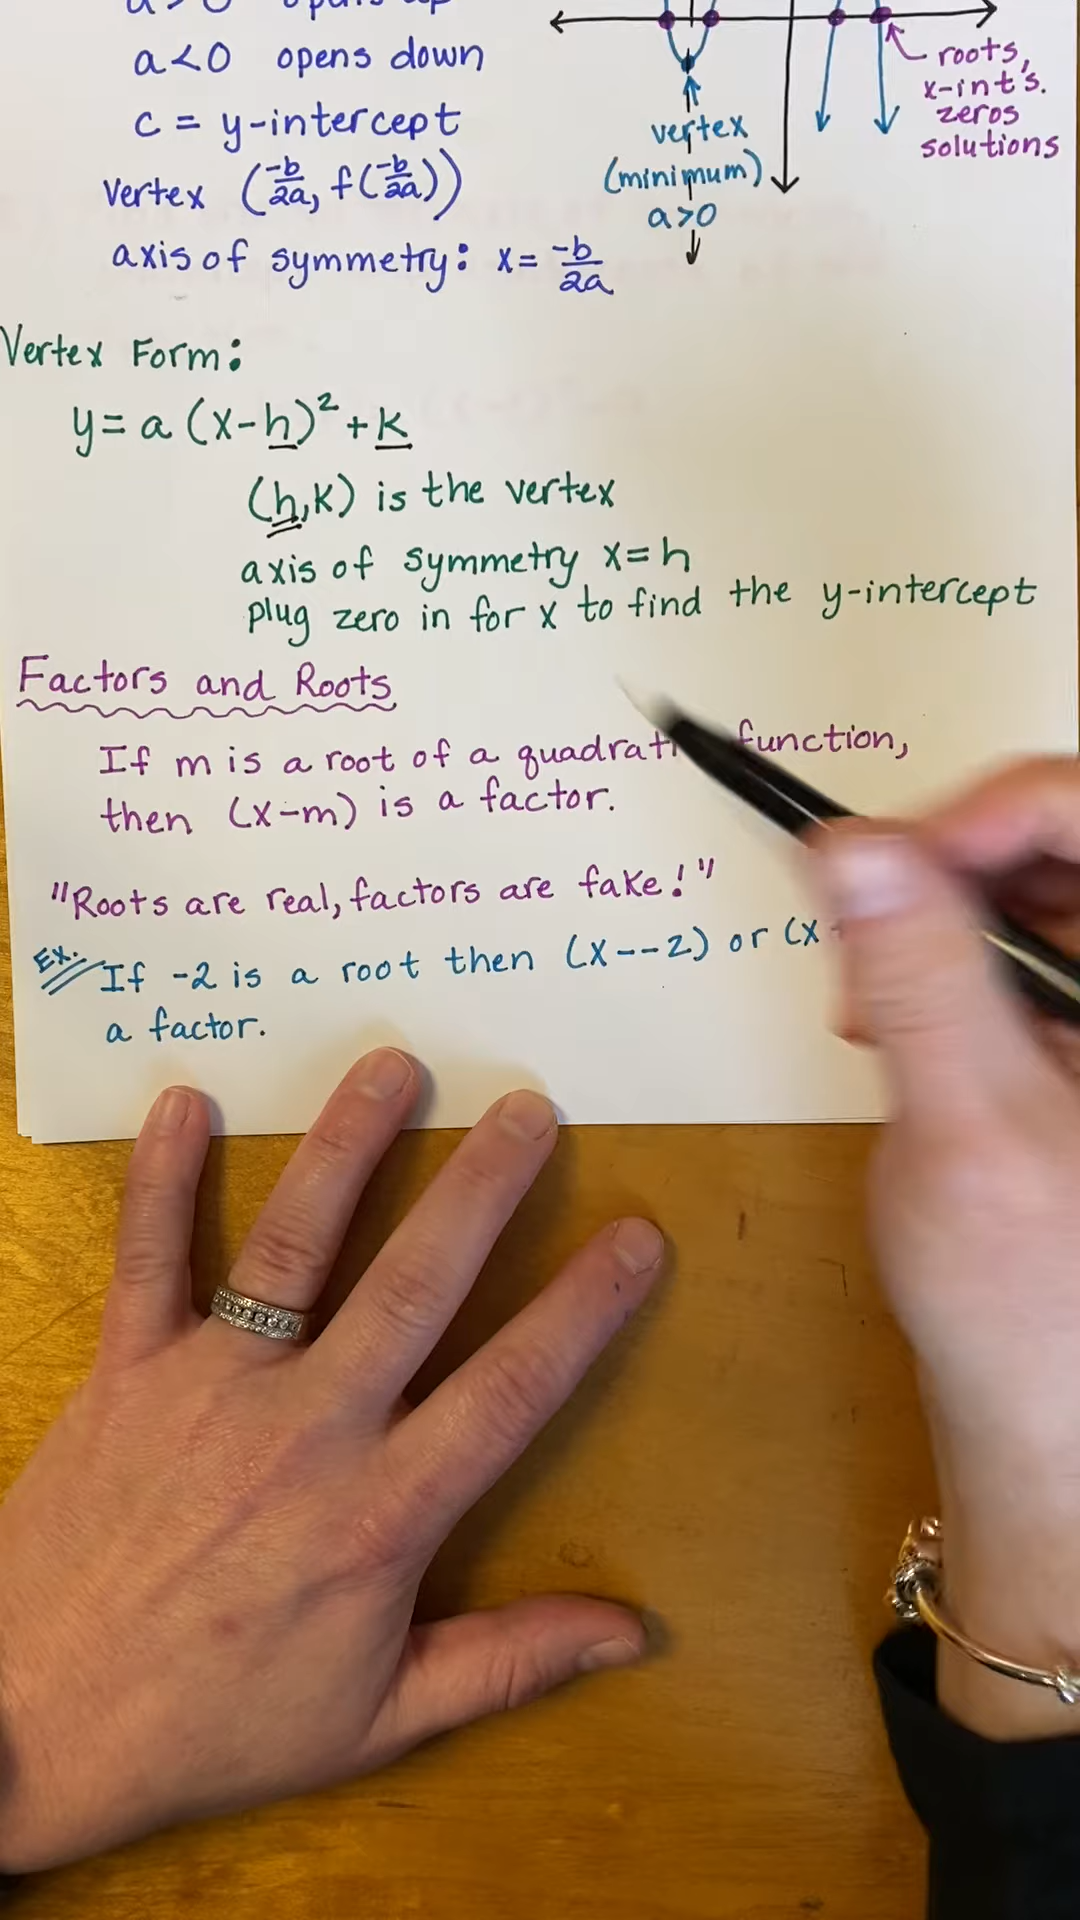 a<0 opens down
c = y-intercept
Vertex (-b/2a, f(-b/2a))
axis of symmetry: x= -b/2a
roots,
x-int's.
zeros
solutions
vertex
(minimum)
a>0
Vertex Form:
y= a (x-h)² + k
(h,k) is the vertex
axis of symmetry x=h
plug zero in for x to find the y-intercept
Factors and Roots
If m is a root of a function,
then (x-m) is a factor.
"Roots are real, factors are fake!"
Ex. If -2 is a root then (x--2) or (x
a factor.